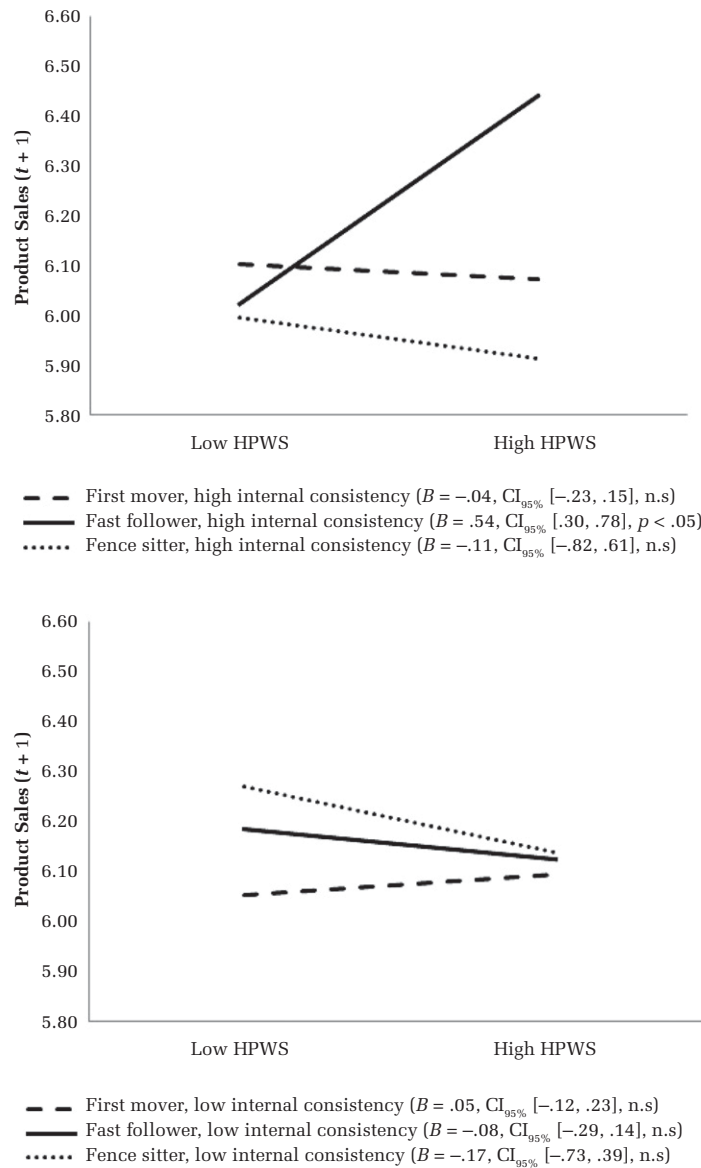 6.60
6.50
6.40
6.30
6.20
6.10
6.00
5.90
5.80
Product Sales (t + 1)
Low HPWS High HPWS
First mover, high internal consistency (B = –.04, CI95% [–.23, .15], n.s)
Fast follower, high internal consistency (B = .54, CI95% [.30, .78], p < .05)
Fence sitter, high internal consistency (B = –.11, CI95% [–.82, .61], n.s)
6.60
6.50
6.40
6.30
6.20
6.10
6.00
5.90
5.80
Product Sales (t + 1)
Low HPWS High HPWS
First mover, low internal consistency (B = .05, CI95% [–.12, .23], n.s)
Fast follower, low internal consistency (B = –.08, CI95% [–.29, .14], n.s)
Fence sitter, low internal consistency (B = –.17, CI95% [–.73, .39], n.s)